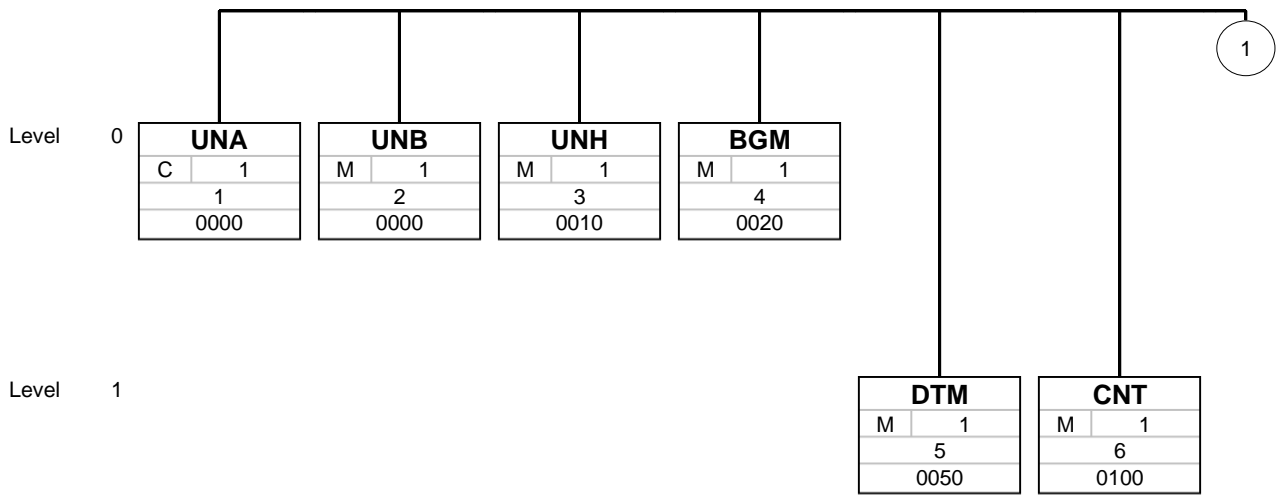 1
Level 0
UNA UNB UNH BGM
C 1 M 1 M 1 M 1
1 2 3 4
0000 0000 0010 0020
Level 1
DTM CNT
M 1 M 1
5 6
0050 0100